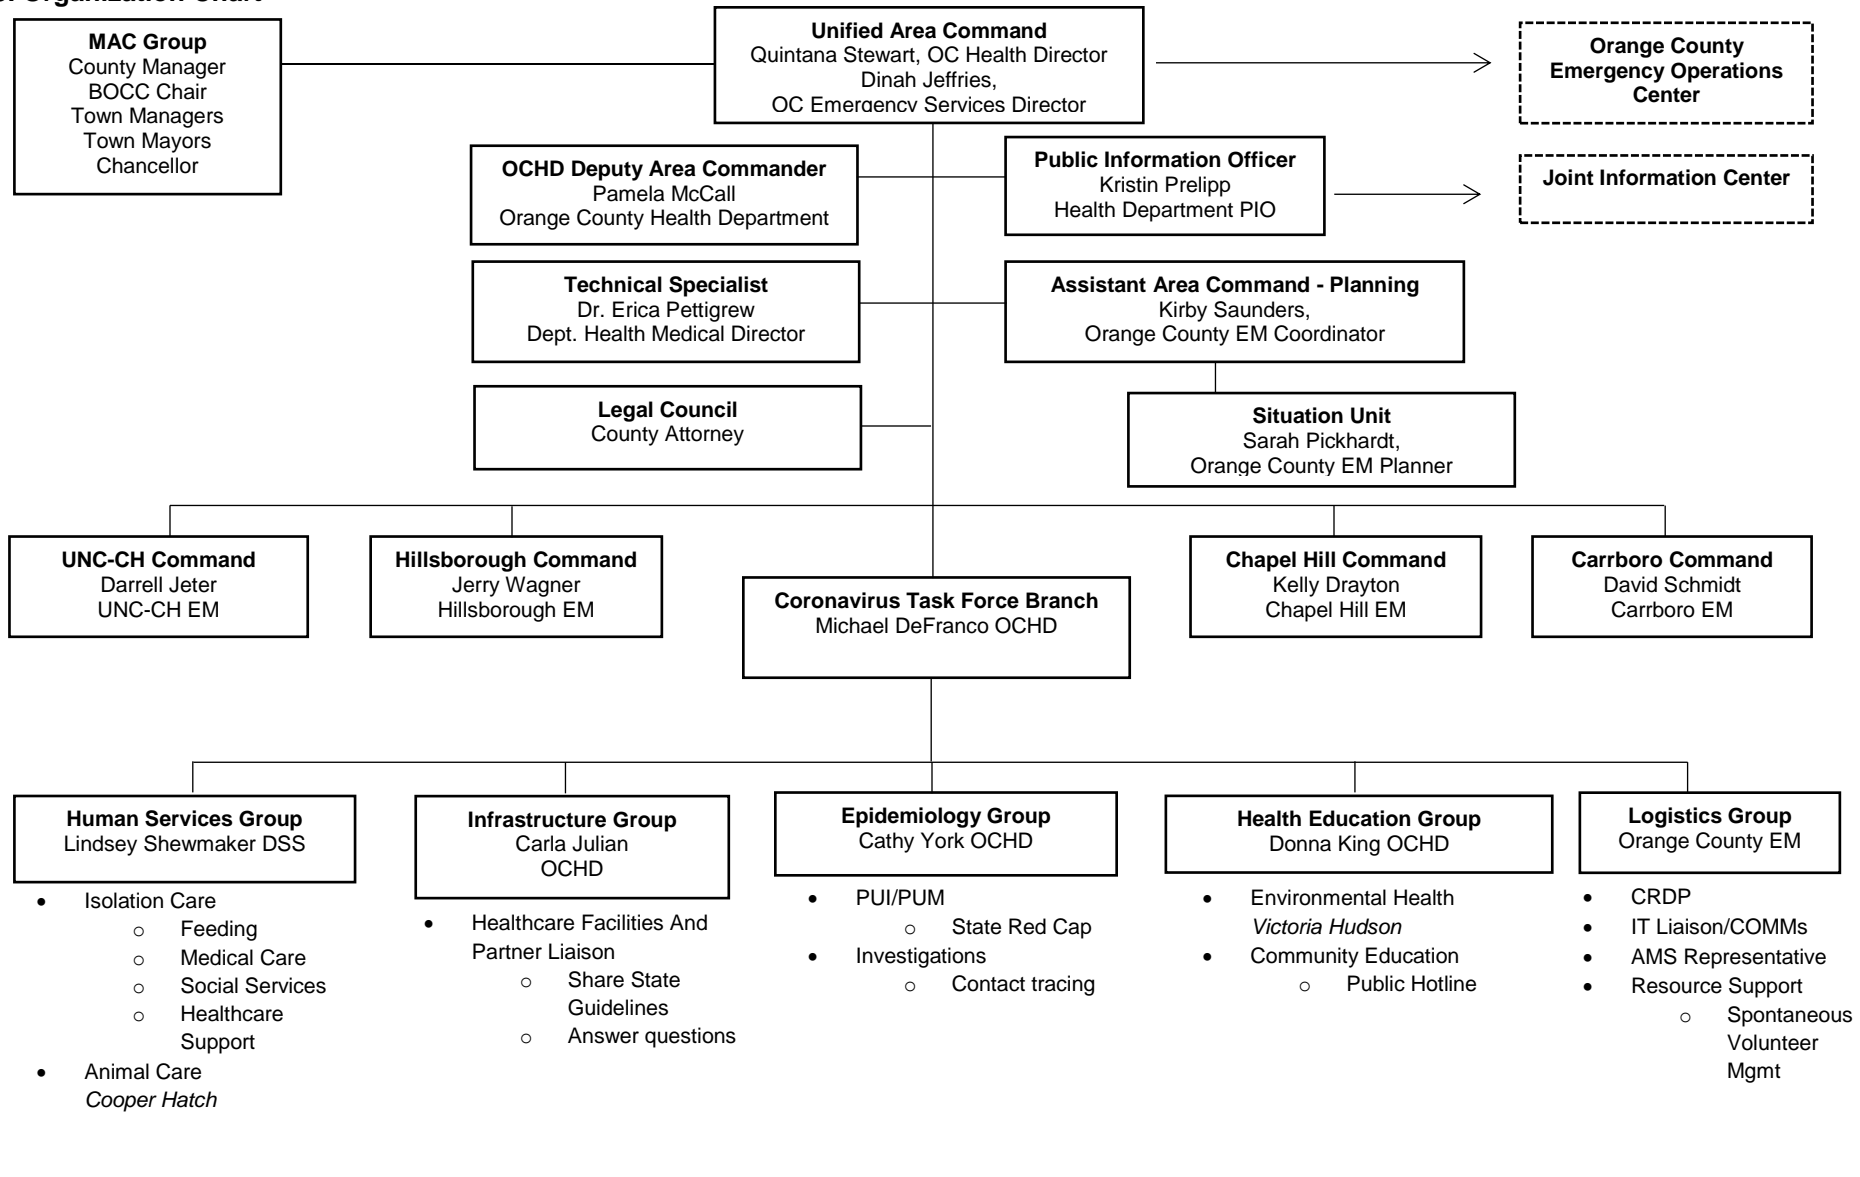 Organization Chart
MAC Group
County Manager
BOCC Chair
Town Managers
Town Mayors
Chancellor
Unified Area Command
Quintana Stewart, OC Health Director
Dinah Jeffries,
OC Emergency Services Director
Orange County
Emergency Operations
Center
OCHD Deputy Area Commander
Pamela McCall
Orange County Health Department
Public Information Officer
Kristin Prelipp
Health Department PIO
Joint Information Center
Technical Specialist
Dr. Erica Pettigrew
Dept. Health Medical Director
Assistant Area Command - Planning
Kirby Saunders,
Orange County EM Coordinator
Legal Council
County Attorney
Situation Unit
Sarah Pickhardt,
Orange County EM Planner
UNC-CH Command
Darrell Jeter
UNC-CH EM
Hillsborough Command
Jerry Wagner
Hillsborough EM
Coronavirus Task Force Branch
Michael DeFranco OCHD
Chapel Hill Command
Kelly Drayton
Chapel Hill EM
Carrboro Command
David Schmidt
Carrboro EM
Human Services Group
Lindsey Shewmaker DSS
• Isolation Care
o Feeding
o Medical Care
o Social Services
o Healthcare
Support
• Animal Care
Cooper Hatch
Infrastructure Group
Carla Julian
OCHD
• Healthcare Facilities And
Partner Liaison
o Share State
Guidelines
o Answer questions
Epidemiology Group
Cathy York OCHD
• PUI/PUM
o State Red Cap
• Investigations
o Contact tracing
Health Education Group
Donna King OCHD
• Environmental Health
Victoria Hudson
• Community Education
o Public Hotline
Logistics Group
Orange County EM
• CRDP
• IT Liaison/COMMs
• AMS Representative
• Resource Support
o Spontaneous
Volunteer
Mgmt